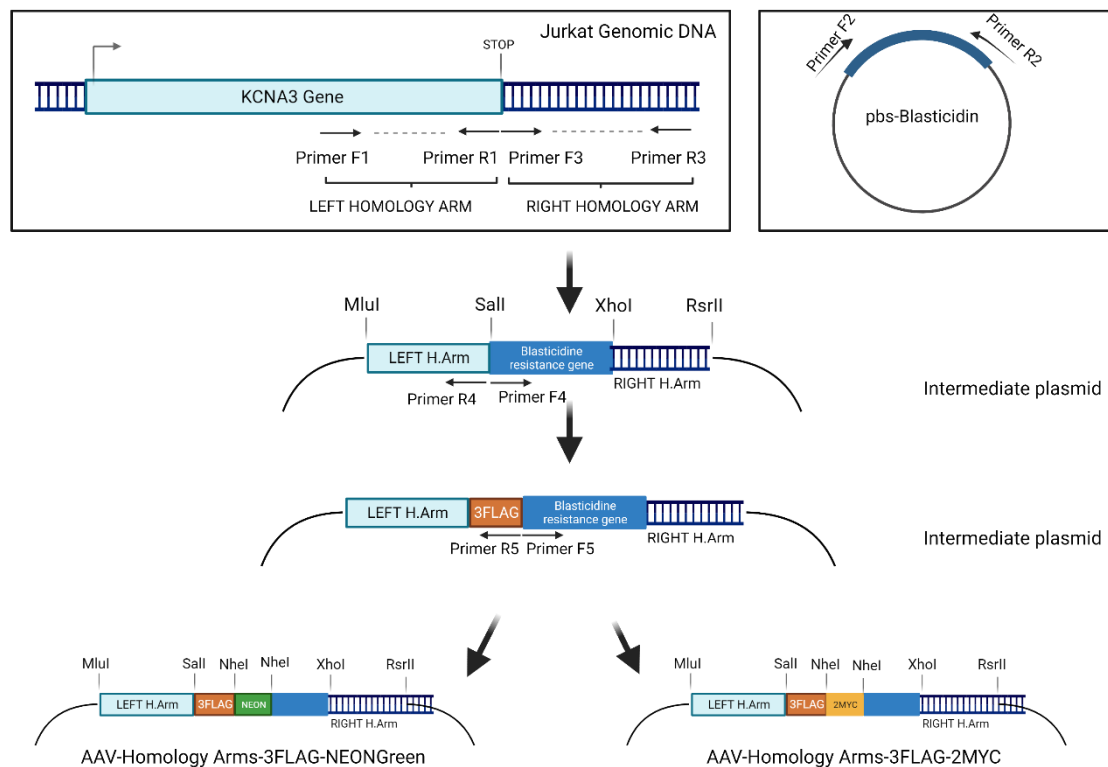 Jurkat Genomic DNA
STOP
KCNA3 Gene
Primer F1
Primer R1
Primer F3
Primer R3
LEFT HOMOLOGY ARM
RIGHT HOMOLOGY ARM
Primer F2
Primer R2
pbs-Blasticidin
MluI
SalI
XhoI
RsrII
LEFT H.Arm
Blasticidine
resistance gene
RIGHT H.Arm
Primer R4
Primer F4
Intermediate plasmid
LEFT H.Arm
3FLAG
Blasticidine
resistance gene
RIGHT H.Arm
Primer R5
Primer F5
Intermediate plasmid
MluI
SalI
NheI
NheI
XhoI
RsrII
LEFT H.Arm
3FLAG
NEON
RIGHT H.Arm
AAV-Homology Arms-3FLAG-NEONGreen
MluI
SalI
NheI
NheI
XhoI
RsrII
LEFT H.Arm
3FLAG
2MYC
RIGHT H.Arm
AAV-Homology Arms-3FLAG-2MYC